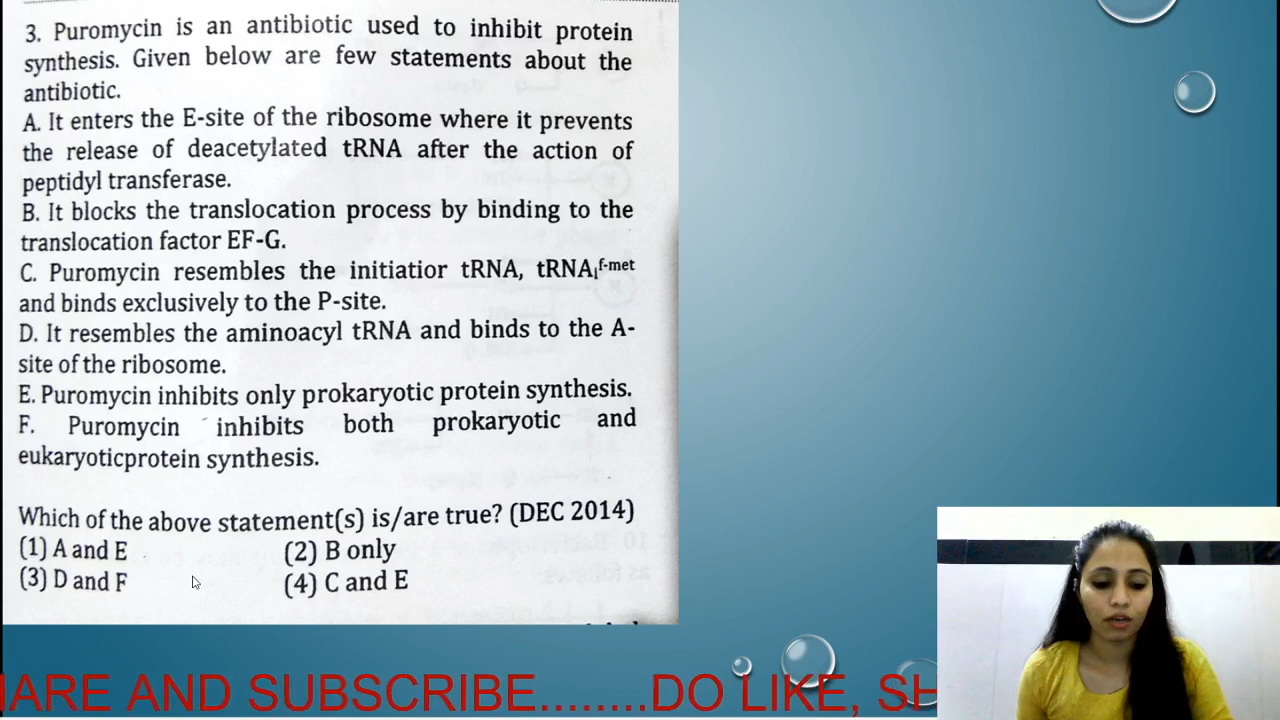 3. Puromycin is an antibiotic used to inhibit protein
synthesis. Given below are few statements about the
antibiotic.
A. It enters the E-site of the ribosome where it prevents
the release of deacetylated tRNA after the action of
peptidyl transferase.
B. It blocks the translocation process by binding to the
translocation factor EF-G.
C. Puromycin resembles the initiatior tRNA, tRNAᵢᶠ⁻ᵐᵉᵗ
and binds exclusively to the P-site.
D. It resembles the aminoacyl tRNA and binds to the A-
site of the ribosome.
E. Puromycin inhibits only prokaryotic protein synthesis.
F. Puromycin inhibits both prokaryotic and
eukaryoticprotein synthesis.
Which of the above statement(s) is/are true? (DEC 2014)
(1) A and E (2) B only
(3) D and F (4) C and E
HARE AND SUBSCRIBE........DO LIKE, SH